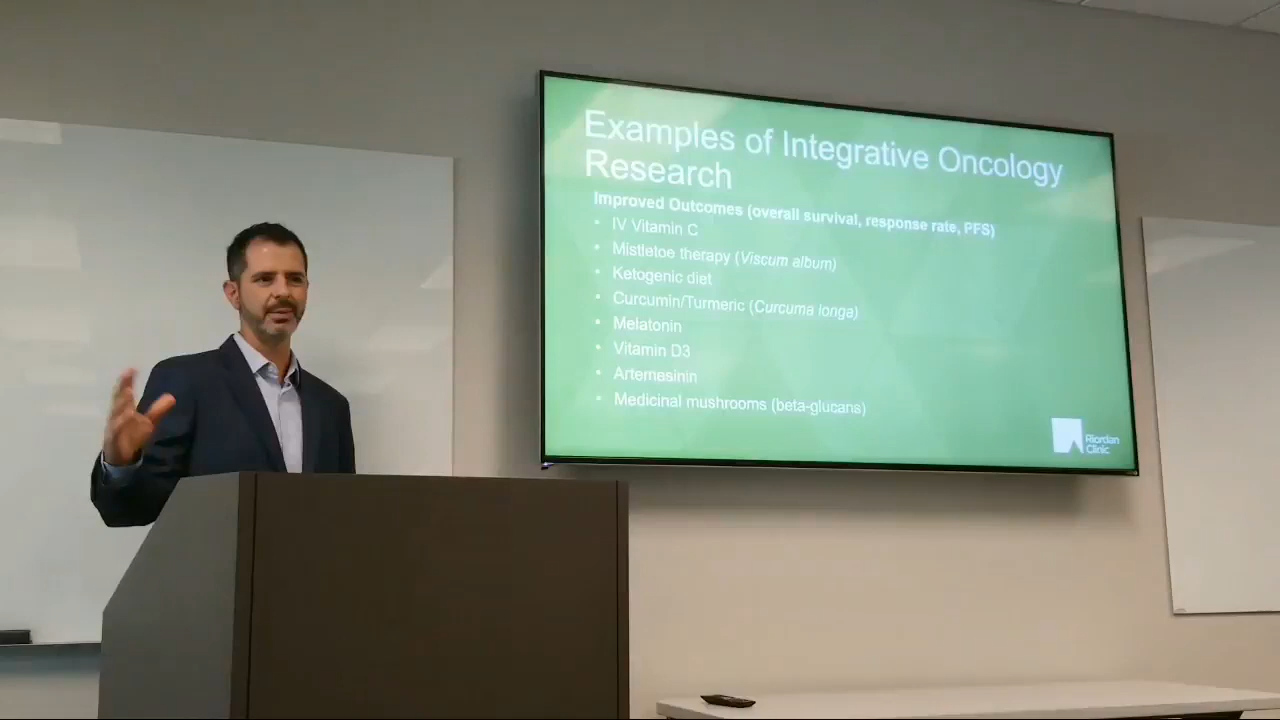 Examples of Integrative Oncology
Research
Improved Outcomes (overall survival, response rate, PFS)
• IV Vitamin C
• Mistletoe therapy (Viscum album)
• Ketogenic diet
• Curcumin/Turmeric (Curcuma longa)
• Melatonin
• Vitamin D3
• Artemesinin
• Medicinal mushrooms (beta-glucans)
Riordan
Clinic